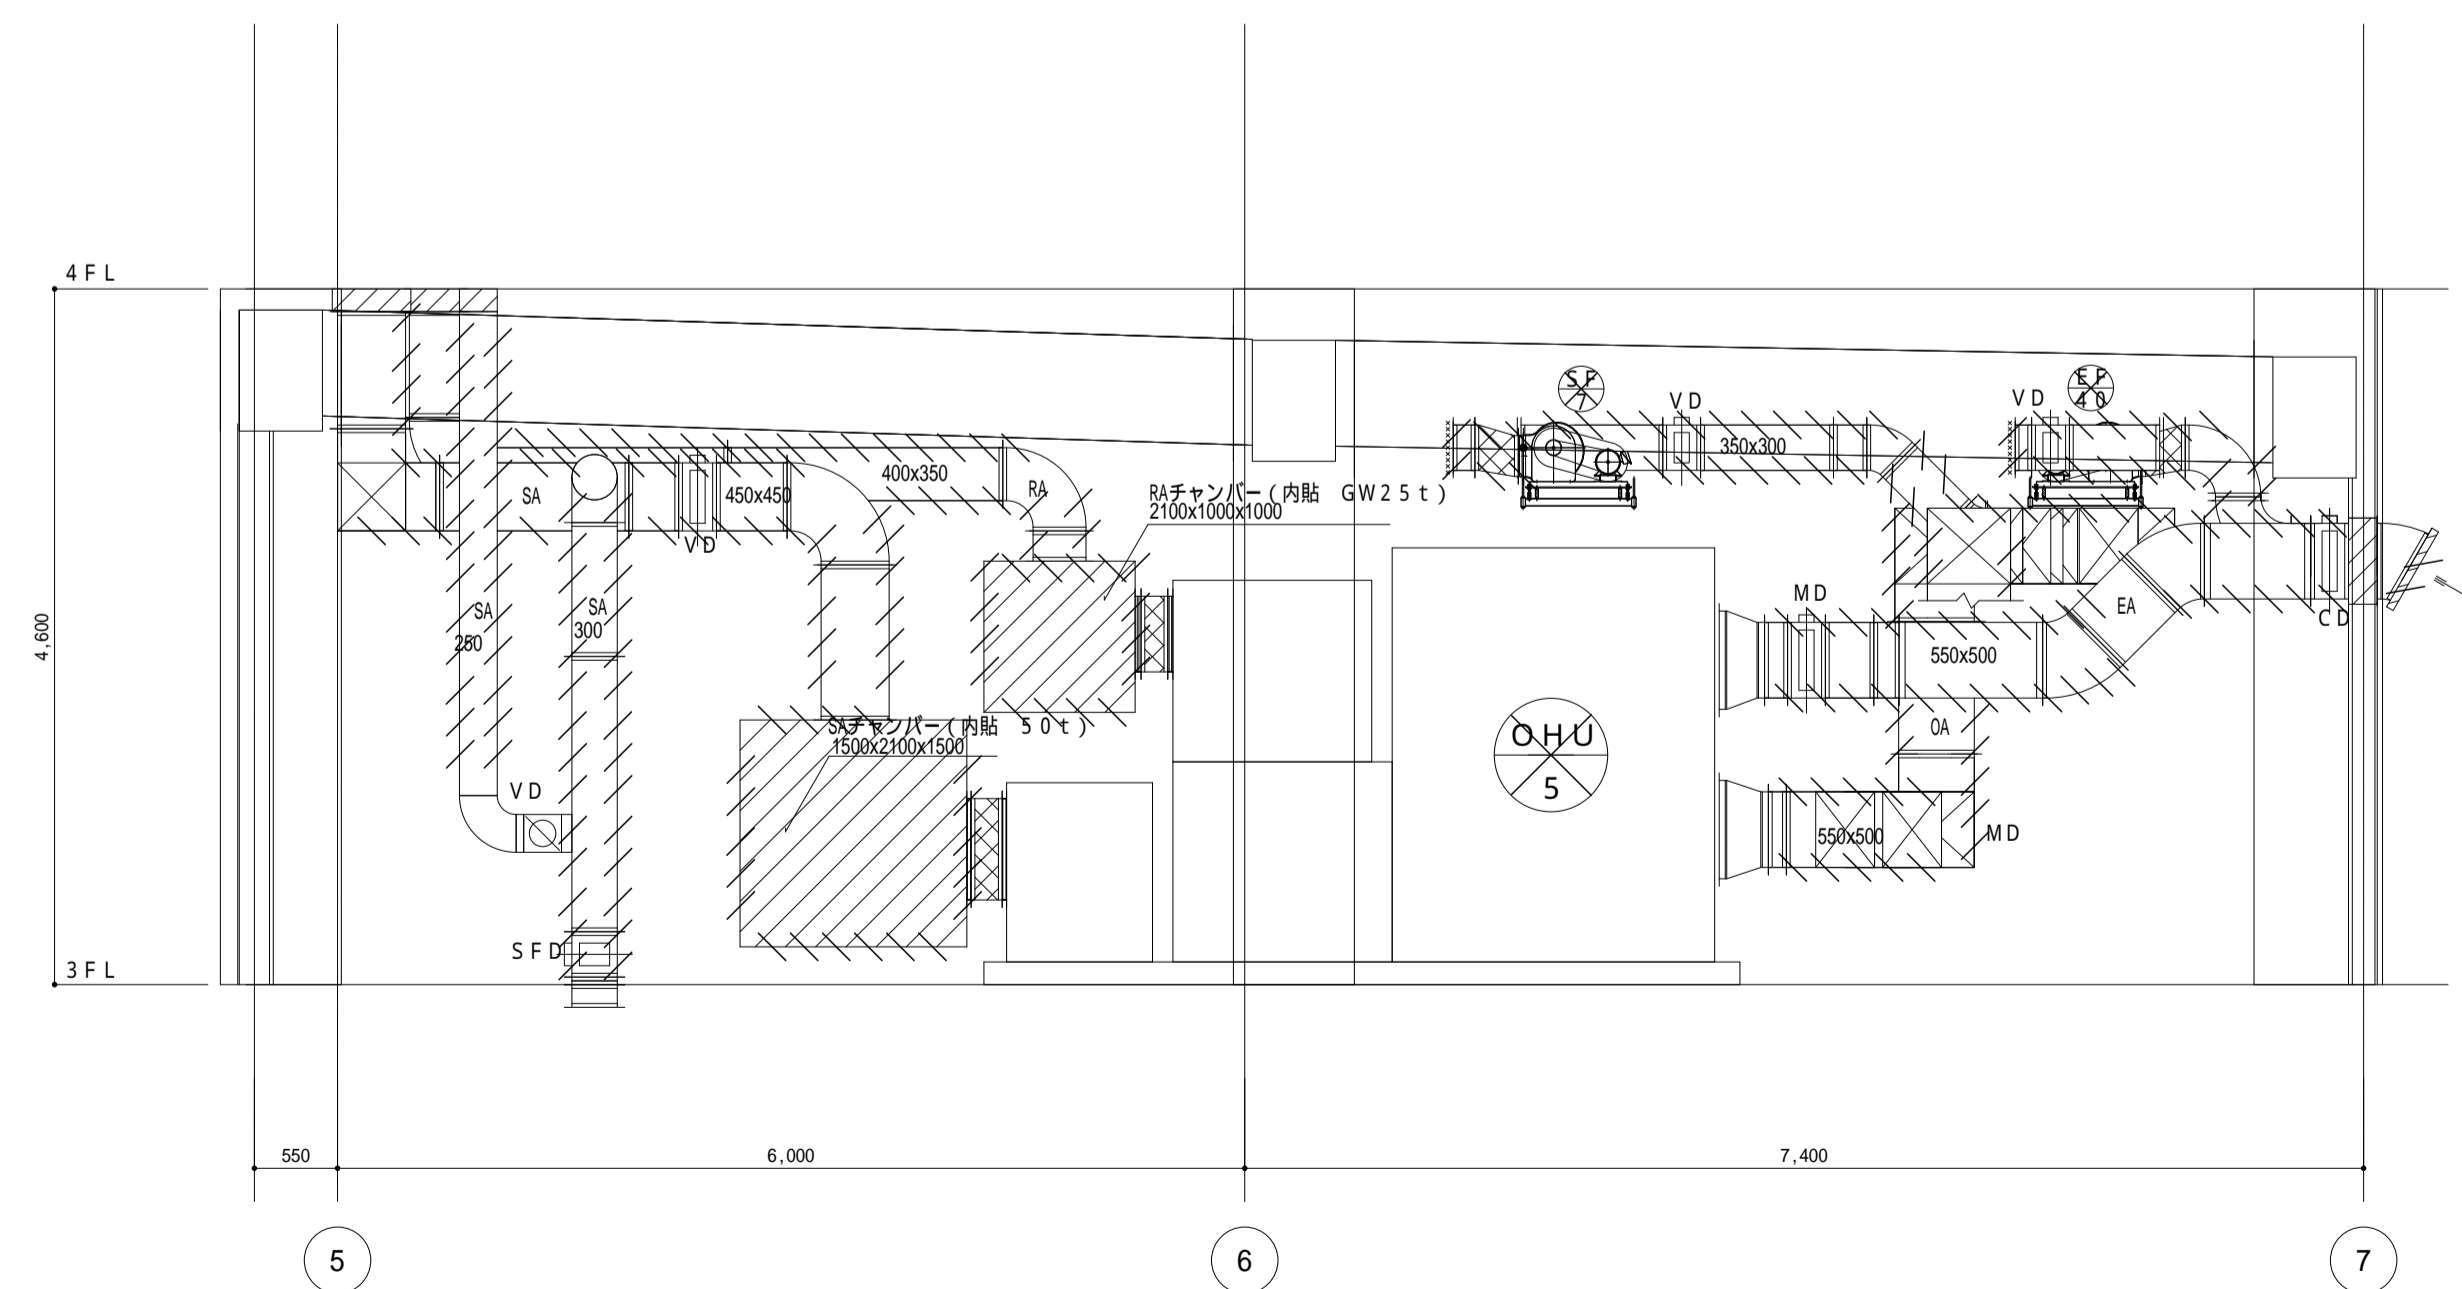 4FL
SF
7
EF
40
VD
VD
350x300
400x350
RA
RAチャンバー(内貼 GW25t)
2100x1000x1000
SA
450x450
VD
SA
250
SA
300
MD
EA
CD
550x500
OA
SAチャンバー(内貼 50t)
1500x2100x1500
OHU
5
VD
550x500
MD
SFD
3FL
4,600
550
6,000
7,400
5
6
7